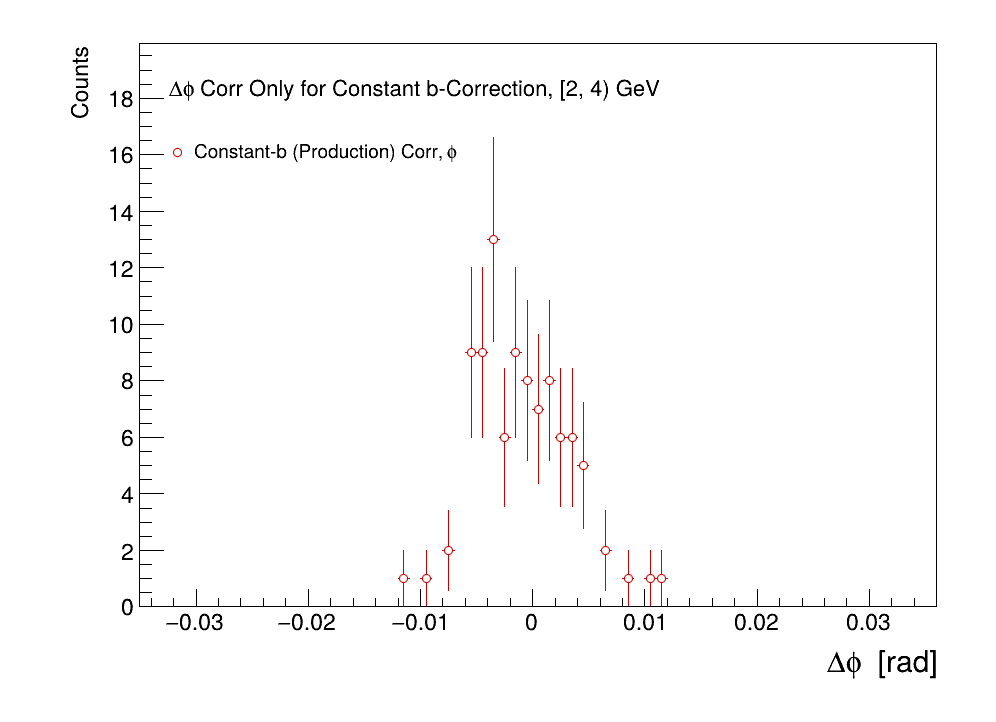 Counts
Δϕ Corr Only for Constant b-Correction, [2, 4) GeV
Constant-b (Production) Corr, ϕ
18
16
14
12
10
8
6
4
2
0
−0.03 −0.02 −0.01 0 0.01 0.02 0.03
Δϕ [rad]